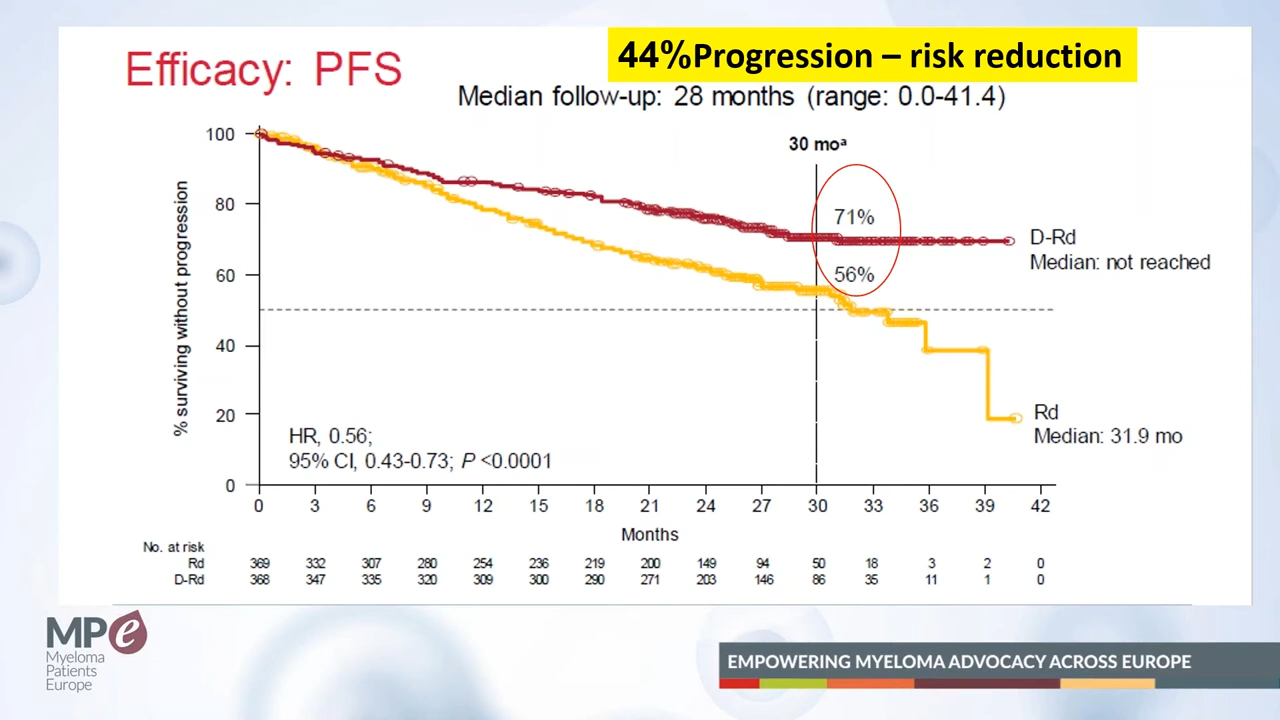 Efficacy: PFS
44%Progression – risk reduction
Median follow-up: 28 months (range: 0.0-41.4)
30 moª
% surviving without progression
100
80
60
40
20
0
71%
56%
D-Rd
Median: not reached
Rd
Median: 31.9 mo
HR, 0.56;
95% CI, 0.43-0.73; P <0.0001
0 3 6 9 12 15 18 21 24 27 30 33 36 39 42
Months
No. at risk
Rd 369 332 307 280 254 236 219 200 149 94 50 18 3 2 0
D-Rd 368 347 335 320 309 300 290 271 203 146 86 35 11 1 0
MPe
Myeloma
Patients
Europe
EMPOWERING MYELOMA ADVOCACY ACROSS EUROPE